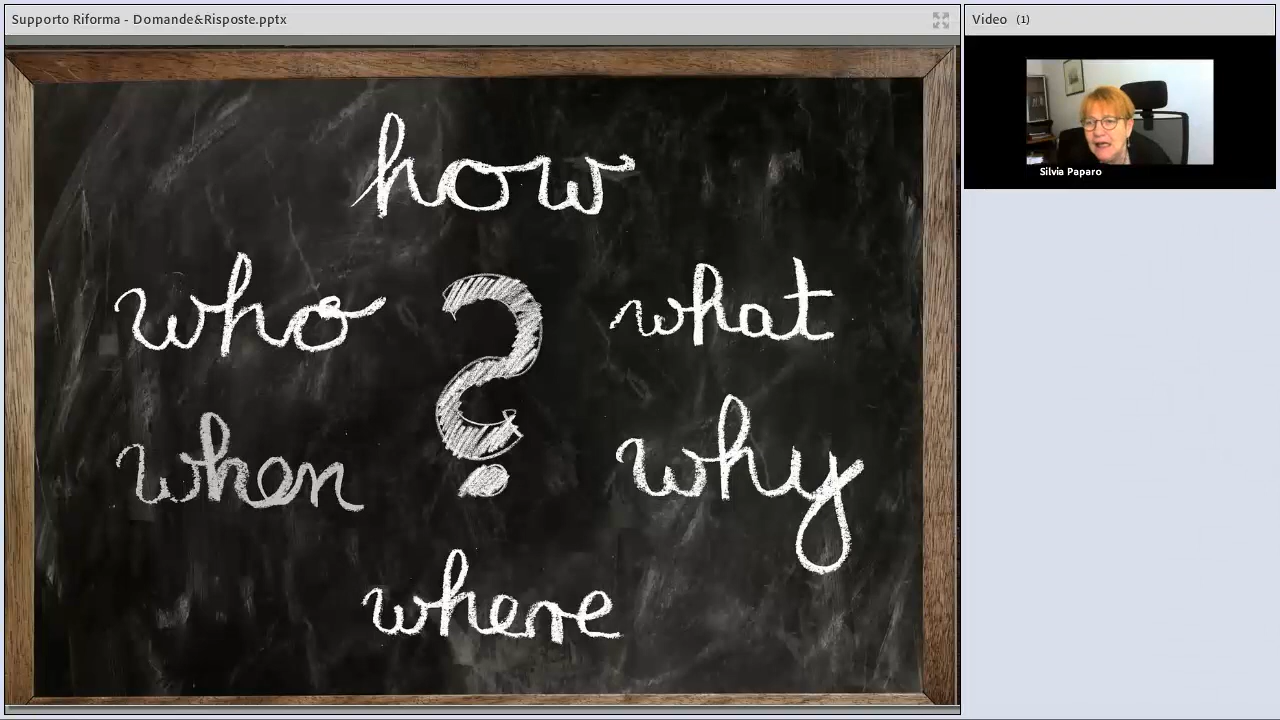 Supporto Riforma - Domande&Risposte.pptx
Video (1)
Silvia Paparo
how
who ? what
when why
where